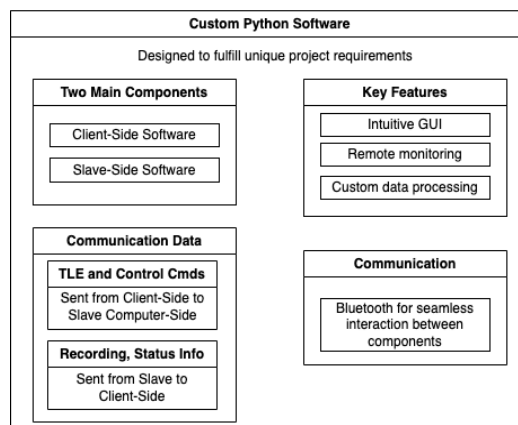 Custom Python Software
Designed to fulfill unique project requirements
Two Main Components
Client-Side Software
Slave-Side Software
Key Features
Intuitive GUI
Remote monitoring
Custom data processing
Communication Data
TLE and Control Cmds
Sent from Client-Side to
Slave Computer-Side
Recording, Status Info
Sent from Slave to
Client-Side
Communication
Bluetooth for seamless
interaction between
components